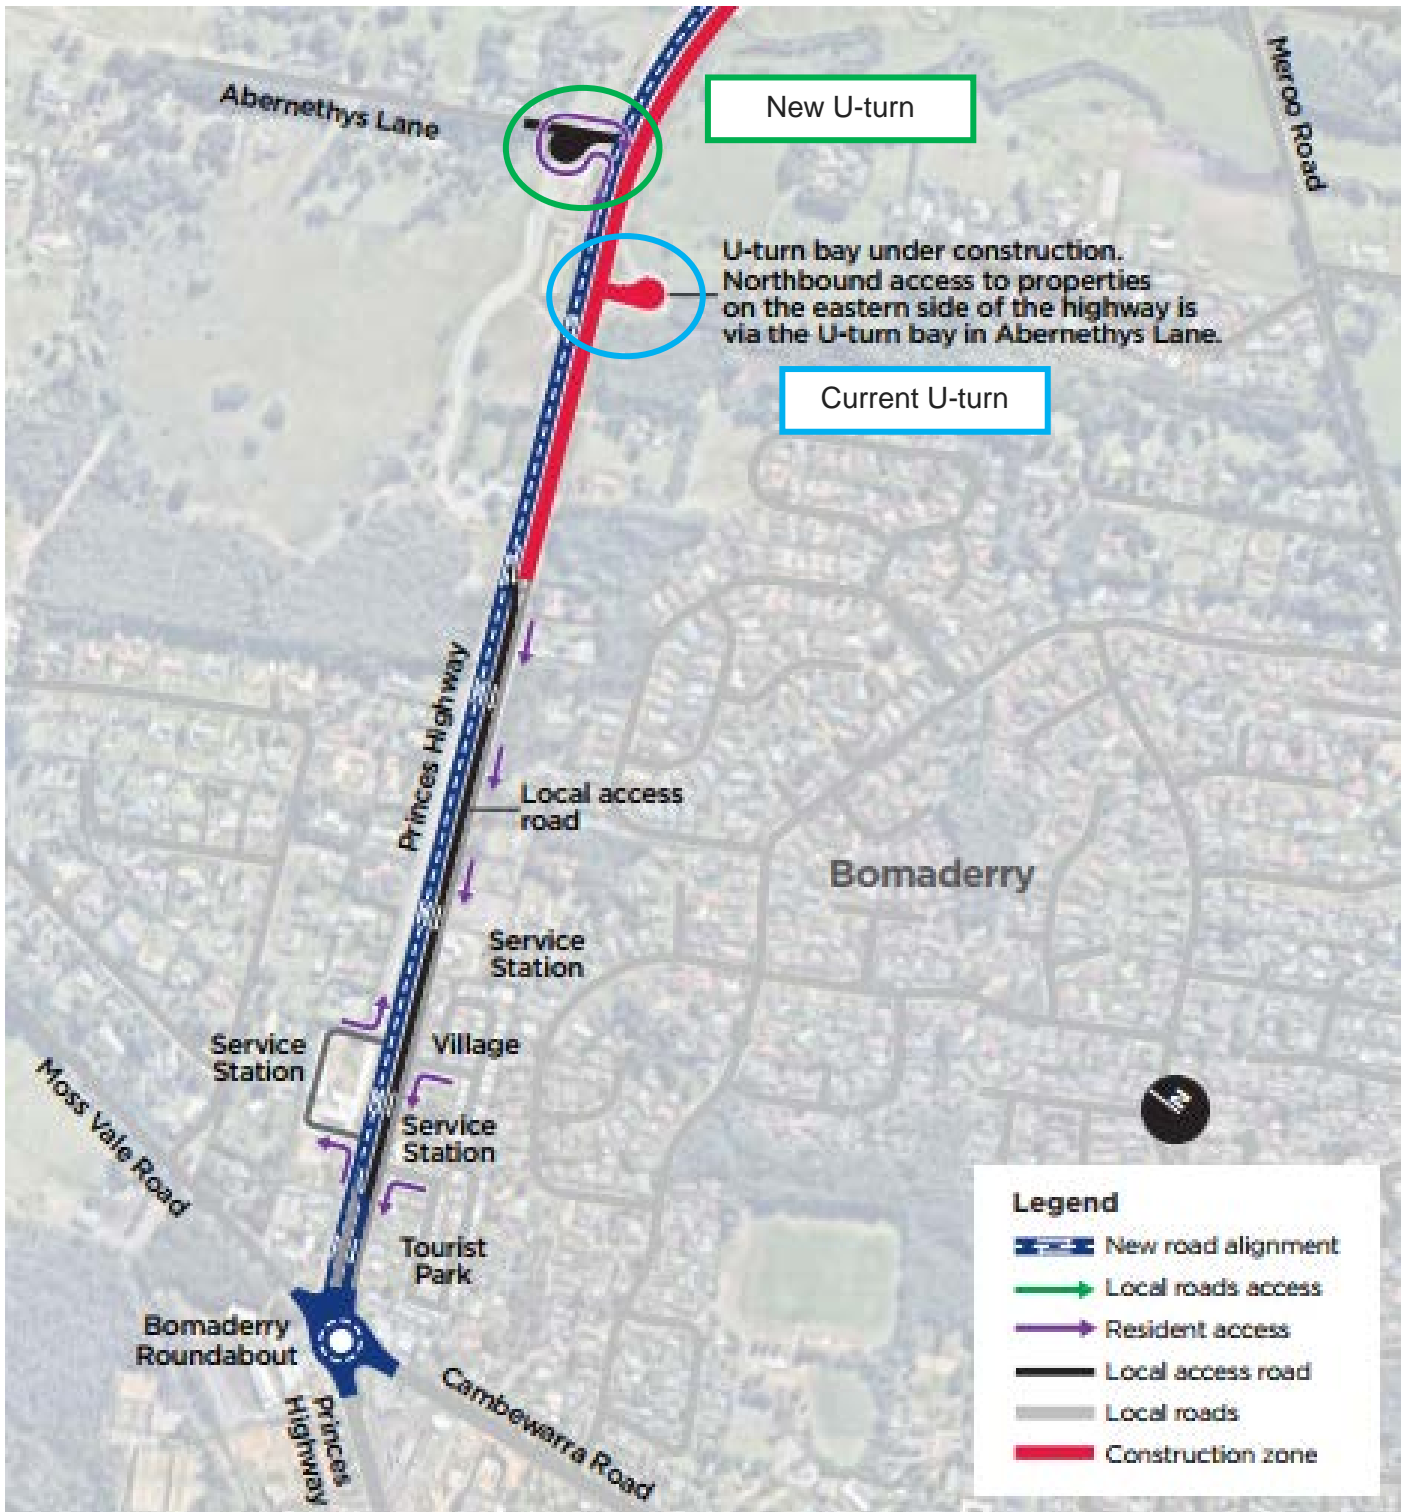 Abernethys Lane
New U-turn
Meroo Road
U-turn bay under construction.
Northbound access to properties
on the eastern side of the highway is
via the U-turn bay in Abernethys Lane.
Current U-turn
Princes Highway
Local access
road
Bomaderry
Service
Station
Service
Station
Village
Moss Vale Road
Service
Station
Tourist
Park
Bomaderry
Roundabout
Princes
Highway
Cambewarra Road
N
Legend
New road alignment
Local roads access
Resident access
Local access road
Local roads
Construction zone